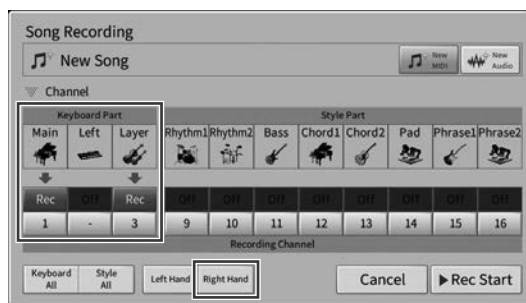 Song Recording
New Song
New MIDI
New Audio
Channel
Keyboard Part
Style Part
Main Left Layer Rhythm1 Rhythm2 Bass Chord1 Chord2 Pad Phrase1 Phrase2
Rec Off Rec Off Off Off Off Off Off Off Off
1 - 3 9 10 11 12 13 14 15 16
Recording Channel
Keyboard All
Style All
Left Hand
Right Hand
Cancel
Rec Start